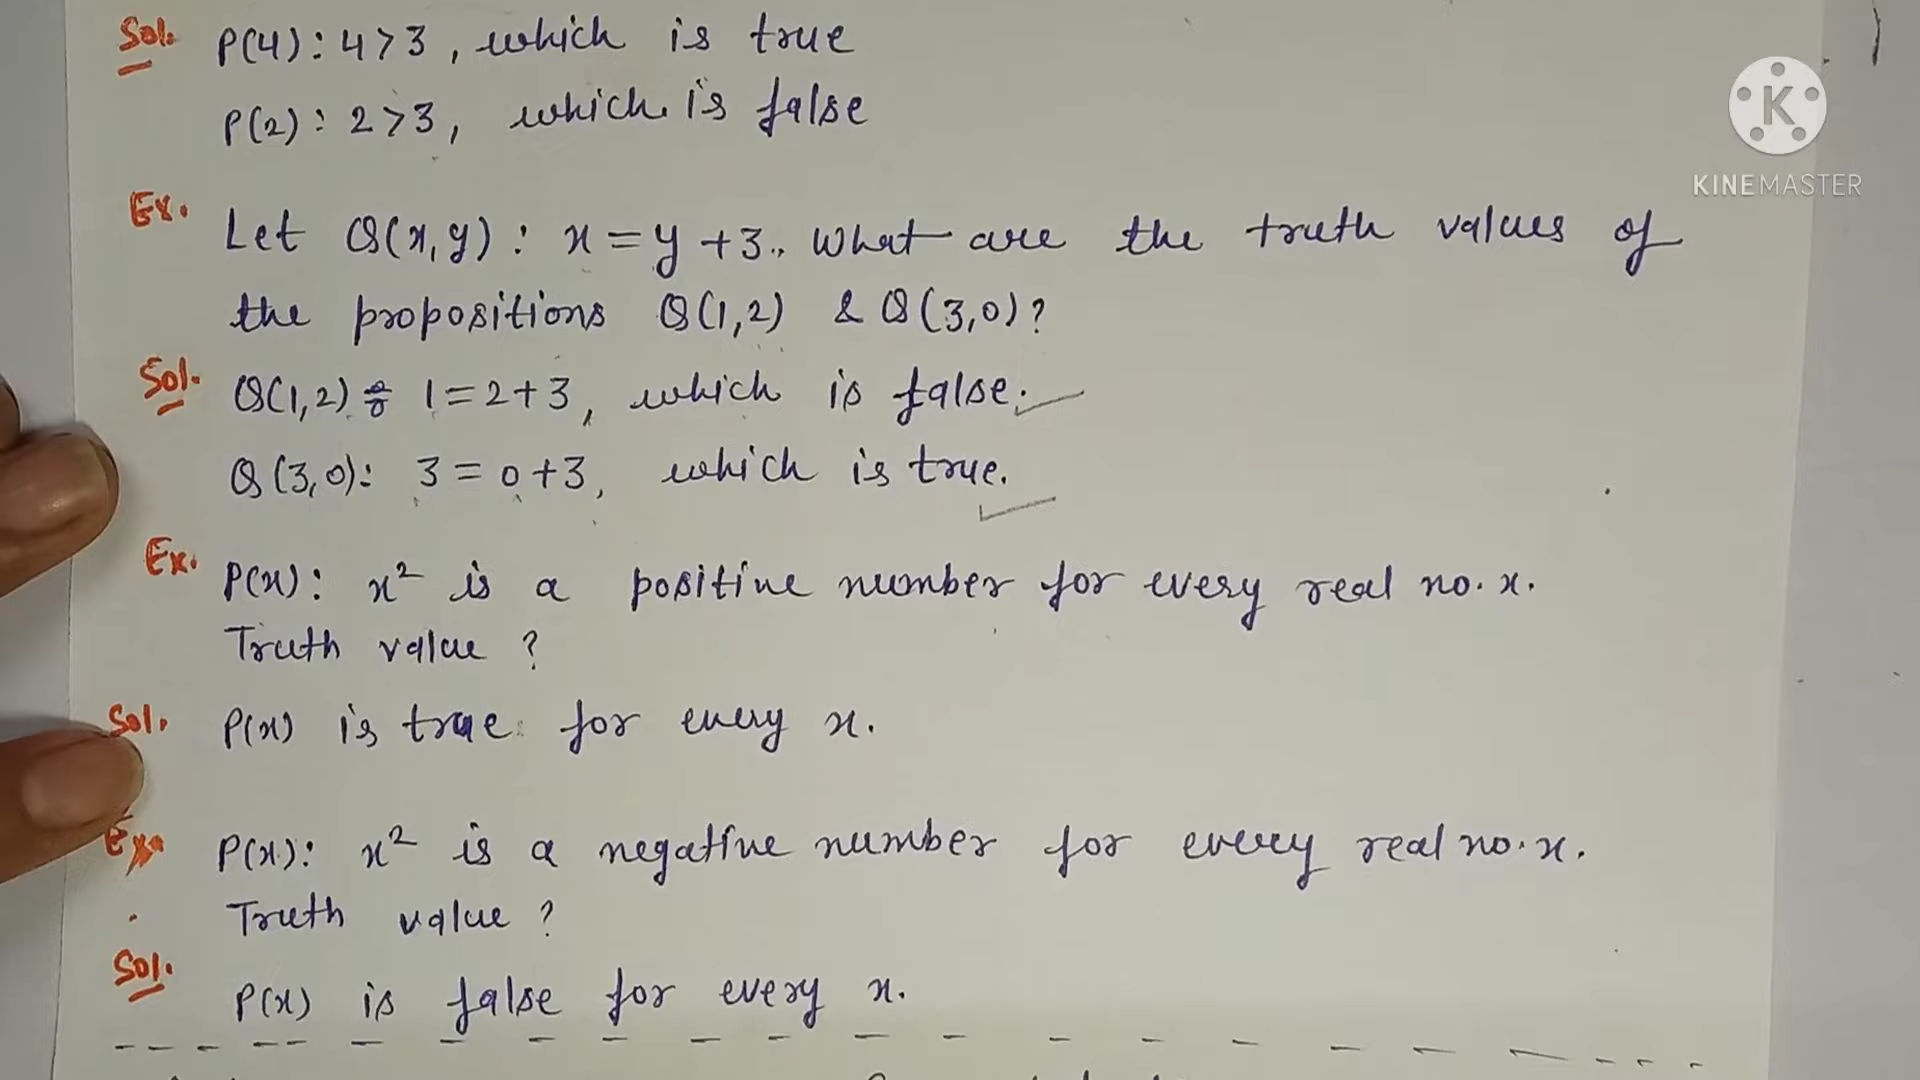 Sol. P(4): 4>3, which is true
P(2): 2>3, which is false
Ex. Let Q(x,y): x=y+3. What are the truth values of
the propositions Q(1,2) & Q(3,0)?
Sol. Q(1,2): 1=2+3, which is false.
Q(3,0): 3=0+3, which is true.
Ex. P(x): x² is a positive number for every real no. x.
Truth value?
Sol. P(x) is true for every x.
Ex. P(x): x² is a negative number for every real no. x.
Truth value?
Sol. P(x) is false for every x.
K
KINEMASTER